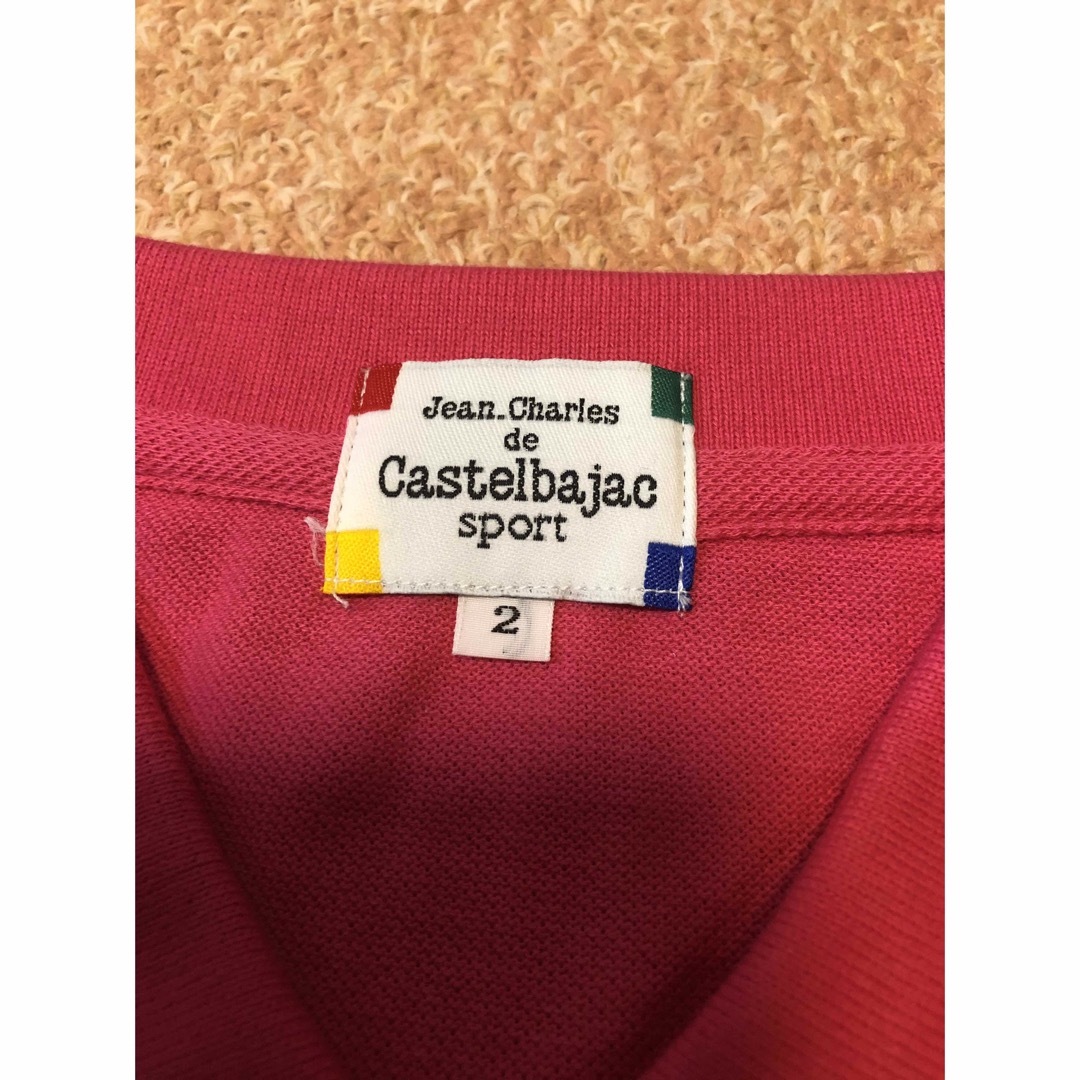 Jean.Charles
de
Castelbajac
sport
2